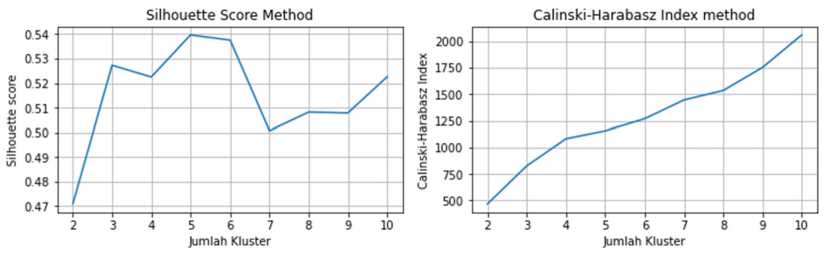 Silhouette Score Method
Silhouette score
0.54
0.53
0.52
0.51
0.50
0.49
0.48
0.47
2 3 4 5 6 7 8 9 10
Jumlah Kluster
Calinski-Harabasz Index method
Calinski-Harabasz Index
2000
1750
1500
1250
1000
750
500
2 3 4 5 6 7 8 9 10
Jumlah Kluster